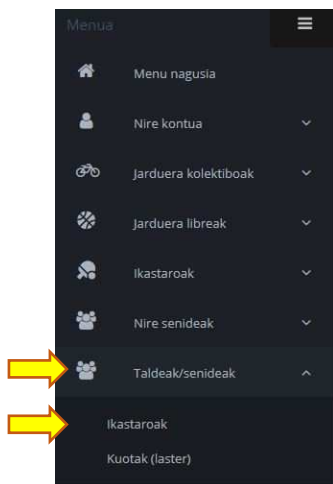 Menua
Menu nagusia
Nire kontua
Jarduera kolektiboak
Jarduera libreak
Ikastaroak
Nire senideak
Taldeak/senideak
Ikastaroak
Kuotak (laster)